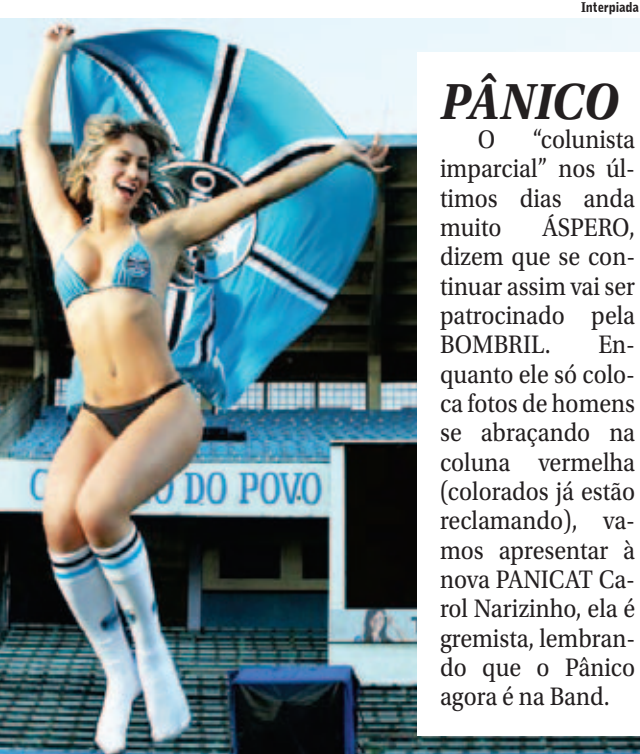 Interpiada
PÂNICO
O “colunista
imparcial” nos úl-
timos dias anda
muito ÁSPERO,
dizem que se con-
tinuar assim vai ser
patrocinado pela
BOMBRIL. En-
quanto ele só colo-
ca fotos de homens
se abraçando na
coluna vermelha
(colorados já estão
reclamando), va-
mos apresentar à
nova PANICAT Ca-
rol Narizinho, ela é
gremista, lembran-
do que o Pânico
agora é na Band.
DO POVO